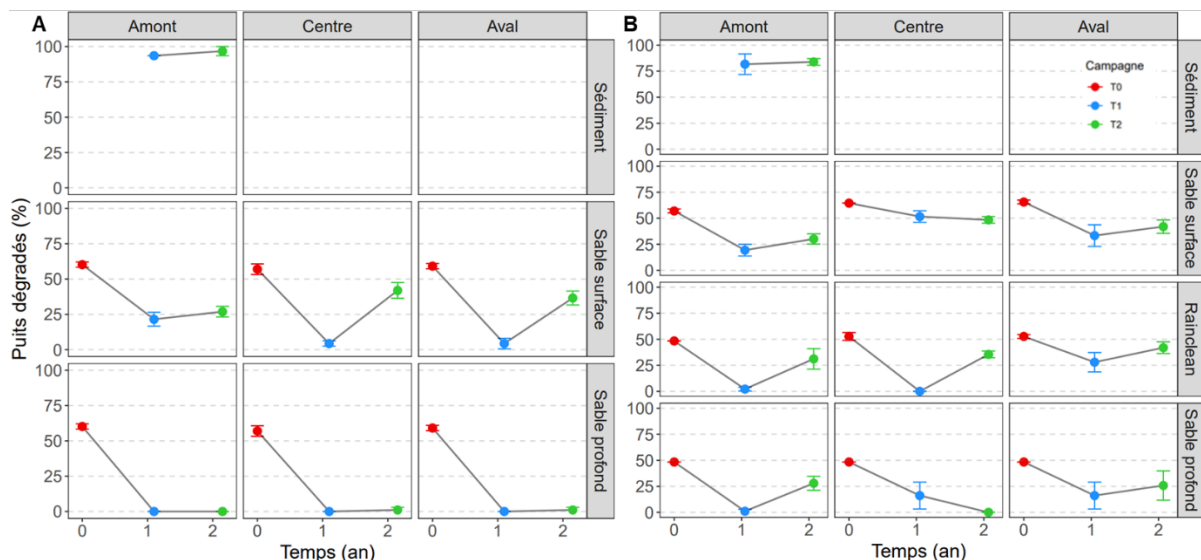 A
Amont Centre Aval
Puits dégradés (%)
100
75
50
25
0
Sédiment
100
75
50
25
0
Sable surface
100
75
50
25
0
Sable profond
0 1 2 0 1 2 0 1 2
Temps (an)
B
Amont Centre Aval
100
75
50
25
0
Campagne
T0
T1
T2
Sédiment
100
75
50
25
0
Sable surface
100
75
50
25
0
Rainclean
100
75
50
25
0
Sable profond
0 1 2 0 1 2 0 1 2
Temps (an)